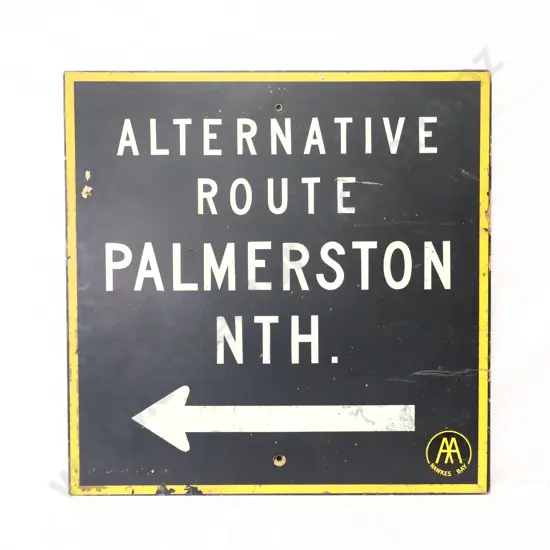 ALTERNATIVE
ROUTE
PALMERSTON
NTH.
AA
HAWKES BAY